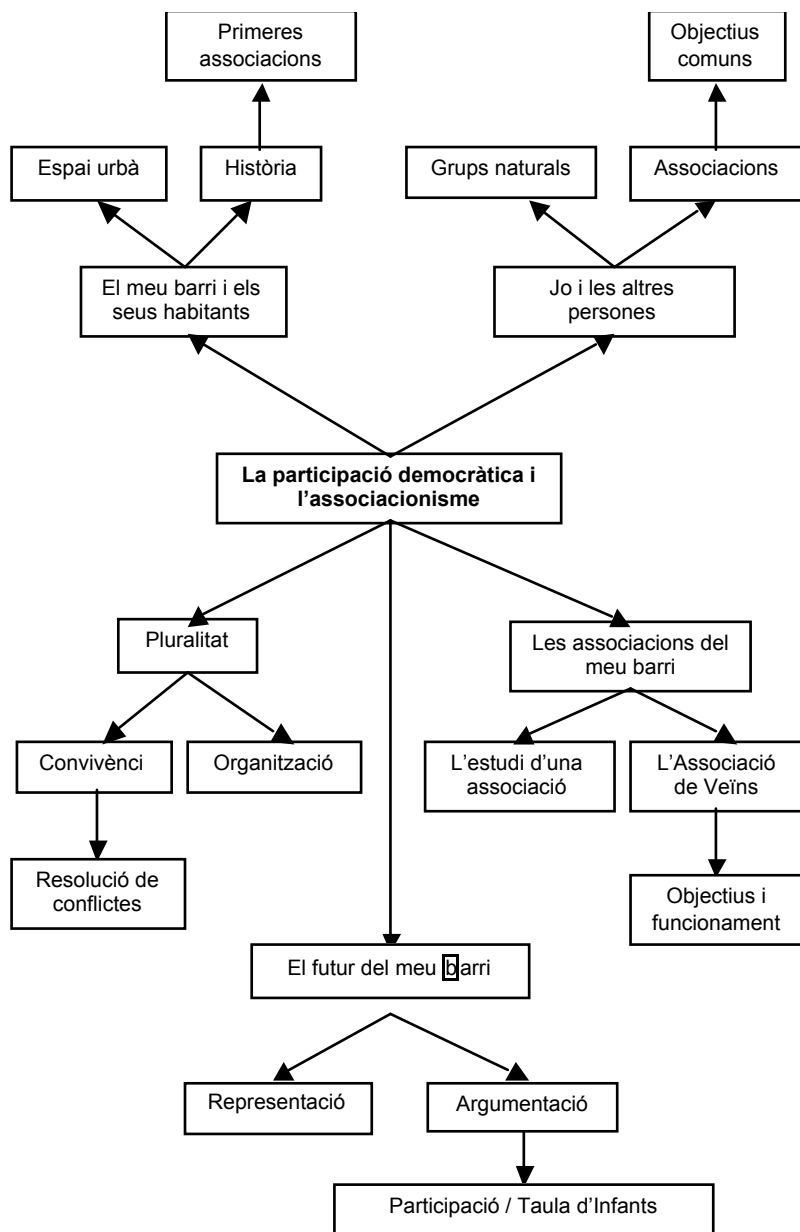 Primeres
associacions
Objectius
comuns
Espai urbà
Història
Grups naturals
Associacions
El meu barri i els
seus habitants
Jo i les altres
persones
La participació democràtica i
l'associacionisme
Pluralitat
Les associacions del
meu barri
Convivènci
Organització
L'estudi d'una
associació
L'Associació
de Veïns
Resolució de
conflictes
Objectius i
funcionament
El futur del meu barri
Representació
Argumentació
Participació / Taula d'Infants